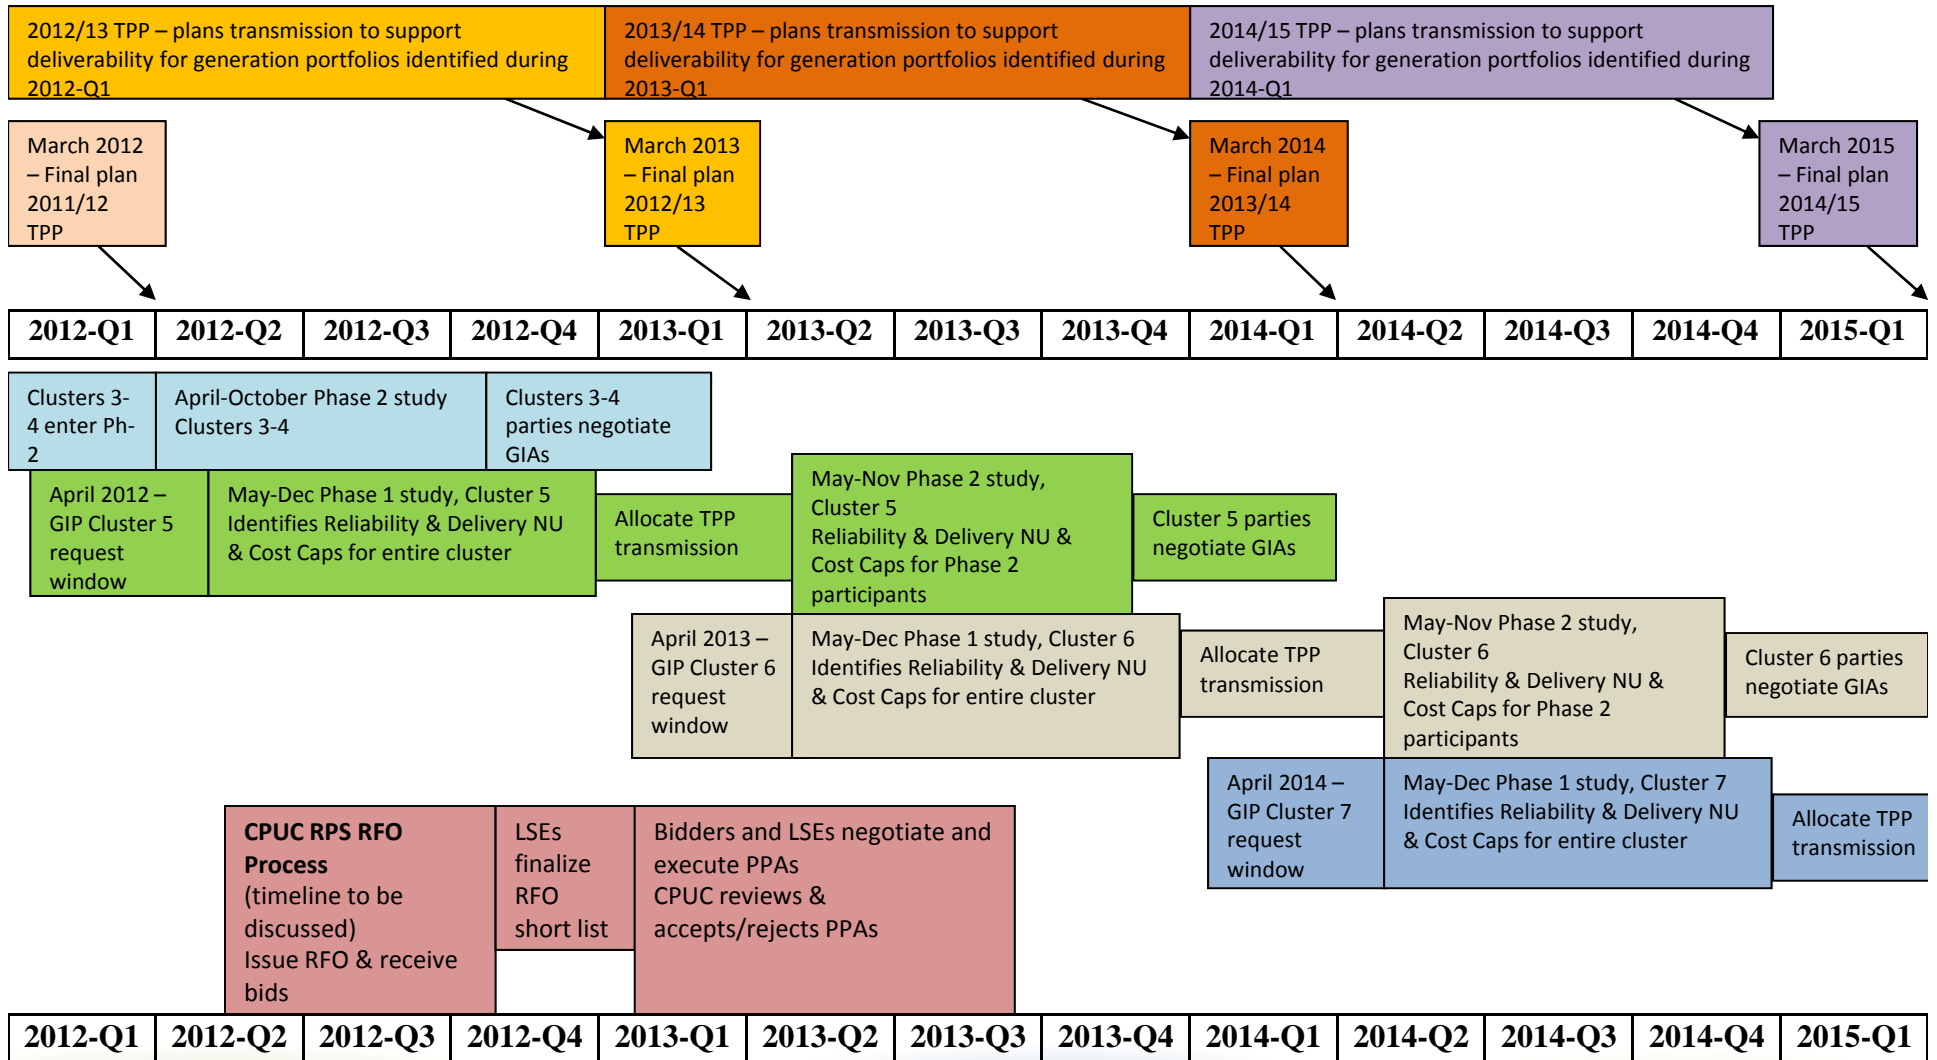 2012/13 TPP – plans transmission to support
deliverability for generation portfolios identified during
2012-Q1
2013/14 TPP – plans transmission to support
deliverability for generation portfolios identified during
2013-Q1
2014/15 TPP – plans transmission to support
deliverability for generation portfolios identified during
2014-Q1
March 2012
– Final plan
2011/12
TPP
March 2013
– Final plan
2012/13
TPP
March 2014
– Final plan
2013/14
TPP
March 2015
– Final plan
2014/15
TPP
2012-Q1 2012-Q2 2012-Q3 2012-Q4 2013-Q1 2013-Q2 2013-Q3 2013-Q4 2014-Q1 2014-Q2 2014-Q3 2014-Q4 2015-Q1
Clusters 3-
4 enter Ph-
2
April-October Phase 2 study
Clusters 3-4
Clusters 3-4
parties negotiate
GIAs
April 2012 –
GIP Cluster 5
request
window
May-Dec Phase 1 study, Cluster 5
Identifies Reliability & Delivery NU
& Cost Caps for entire cluster
Allocate TPP
transmission
May-Nov Phase 2 study,
Cluster 5
Reliability & Delivery NU &
Cost Caps for Phase 2
participants
Cluster 5 parties
negotiate GIAs
April 2013 –
GIP Cluster 6
request
window
May-Dec Phase 1 study, Cluster 6
Identifies Reliability & Delivery NU
& Cost Caps for entire cluster
Allocate TPP
transmission
May-Nov Phase 2 study,
Cluster 6
Reliability & Delivery NU &
Cost Caps for Phase 2
participants
Cluster 6 parties
negotiate GIAs
April 2014 –
GIP Cluster 7
request
window
May-Dec Phase 1 study, Cluster 7
Identifies Reliability & Delivery NU
& Cost Caps for entire cluster
Allocate TPP
transmission
CPUC RPS RFO
Process
(timeline to be
discussed)
Issue RFO & receive
bids
LSEs
finalize
RFO
short list
Bidders and LSEs negotiate and
execute PPAs
CPUC reviews &
accepts/rejects PPAs
2012-Q1 2012-Q2 2012-Q3 2012-Q4 2013-Q1 2013-Q2 2013-Q3 2013-Q4 2014-Q1 2014-Q2 2014-Q3 2014-Q4 2015-Q1